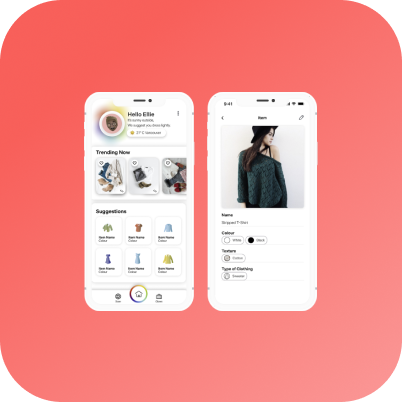 Hello Ellie
It's sunny outside.
We suggest you dress lightly.
21°C Vancouver
Trending Now
Suggestions
Item Name
Colour
Item Name
Colour
Item Name
Colour
Item Name
Colour
Item Name
Colour
Item Name
Colour
9:41
Item
Name
Stripped T-Shirt
Colour
White
Black
Texture
Cotton
Type of Clothing
Sweater